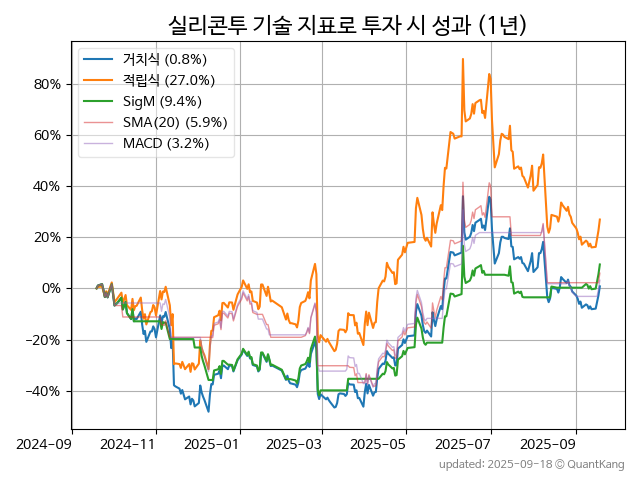 실리콘투 기술 지표로 투자 시 성과 (1년)
거치식 (0.8%)
적립식 (27.0%)
SigM (9.4%)
SMA(20) (5.9%)
MACD (3.2%)
80%
60%
40%
20%
0%
−20%
−40%
2024-09
2024-11
2025-01
2025-03
2025-05
2025-07
2025-09
updated: 2025-09-18 ⓒ QuantKang